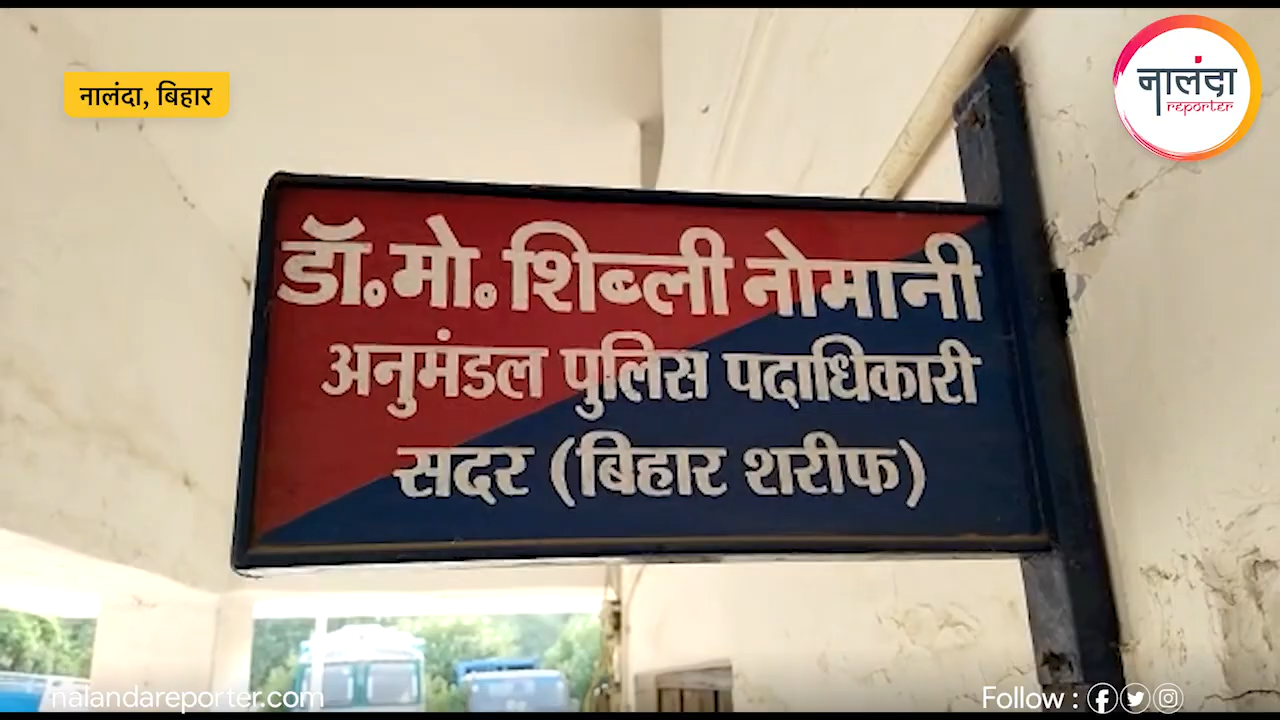 नालंदा, बिहार
नालंदा
reporter
डॉ. मो. शिब्ली नोमानी
अनुमंडल पुलिस पदाधिकारी
सदर (बिहार शरीफ)
nalandareporter.com
Follow :